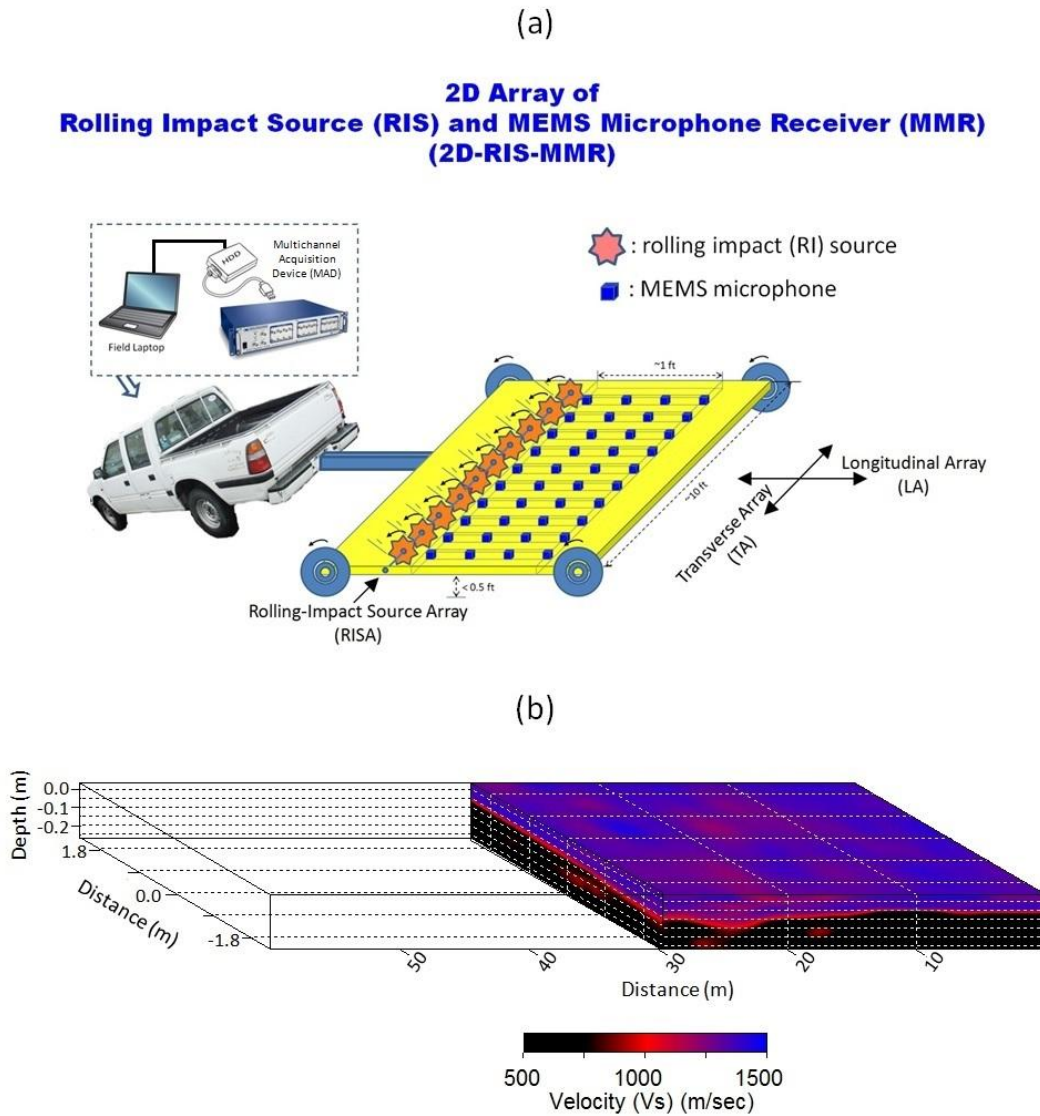 (a)
2D Array of
Rolling Impact Source (RIS) and MEMS Microphone Receiver (MMR)
(2D-RIS-MMR)
HDD
Multichannel
Acquisition
Device (MAD)
Field Laptop
: rolling impact (RI) source
: MEMS microphone
~1 ft
~10 ft
Longitudinal Array
(LA)
Transverse Array
(TA)
< 0.5 ft
Rolling-Impact Source Array
(RISA)
(b)
Depth (m)
0.0
-0.1
-0.2
1.8
0.0
-1.8
Distance (m)
50
40
30
20
10
Distance (m)
500
1000
1500
Velocity (Vs) (m/sec)